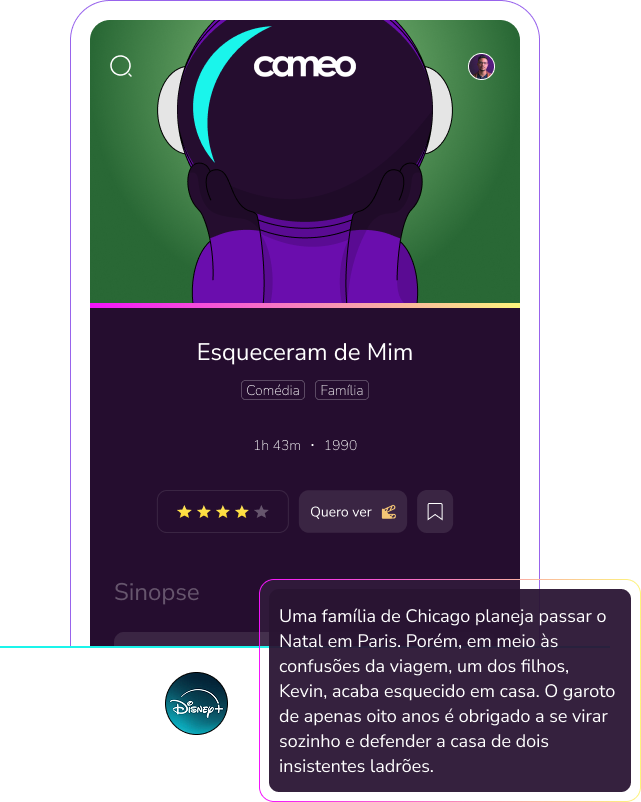 cameo
Esqueceram de Mim
Comédia Família
1h 43m · 1990
Quero ver
Sinopse
Uma família de Chicago planeja passar o
Natal em Paris. Porém, em meio às
confusões da viagem, um dos filhos,
Kevin, acaba esquecido em casa. O garoto
de apenas oito anos é obrigado a se virar
sozinho e defender a casa de dois
insistentes ladrões.
Disney+